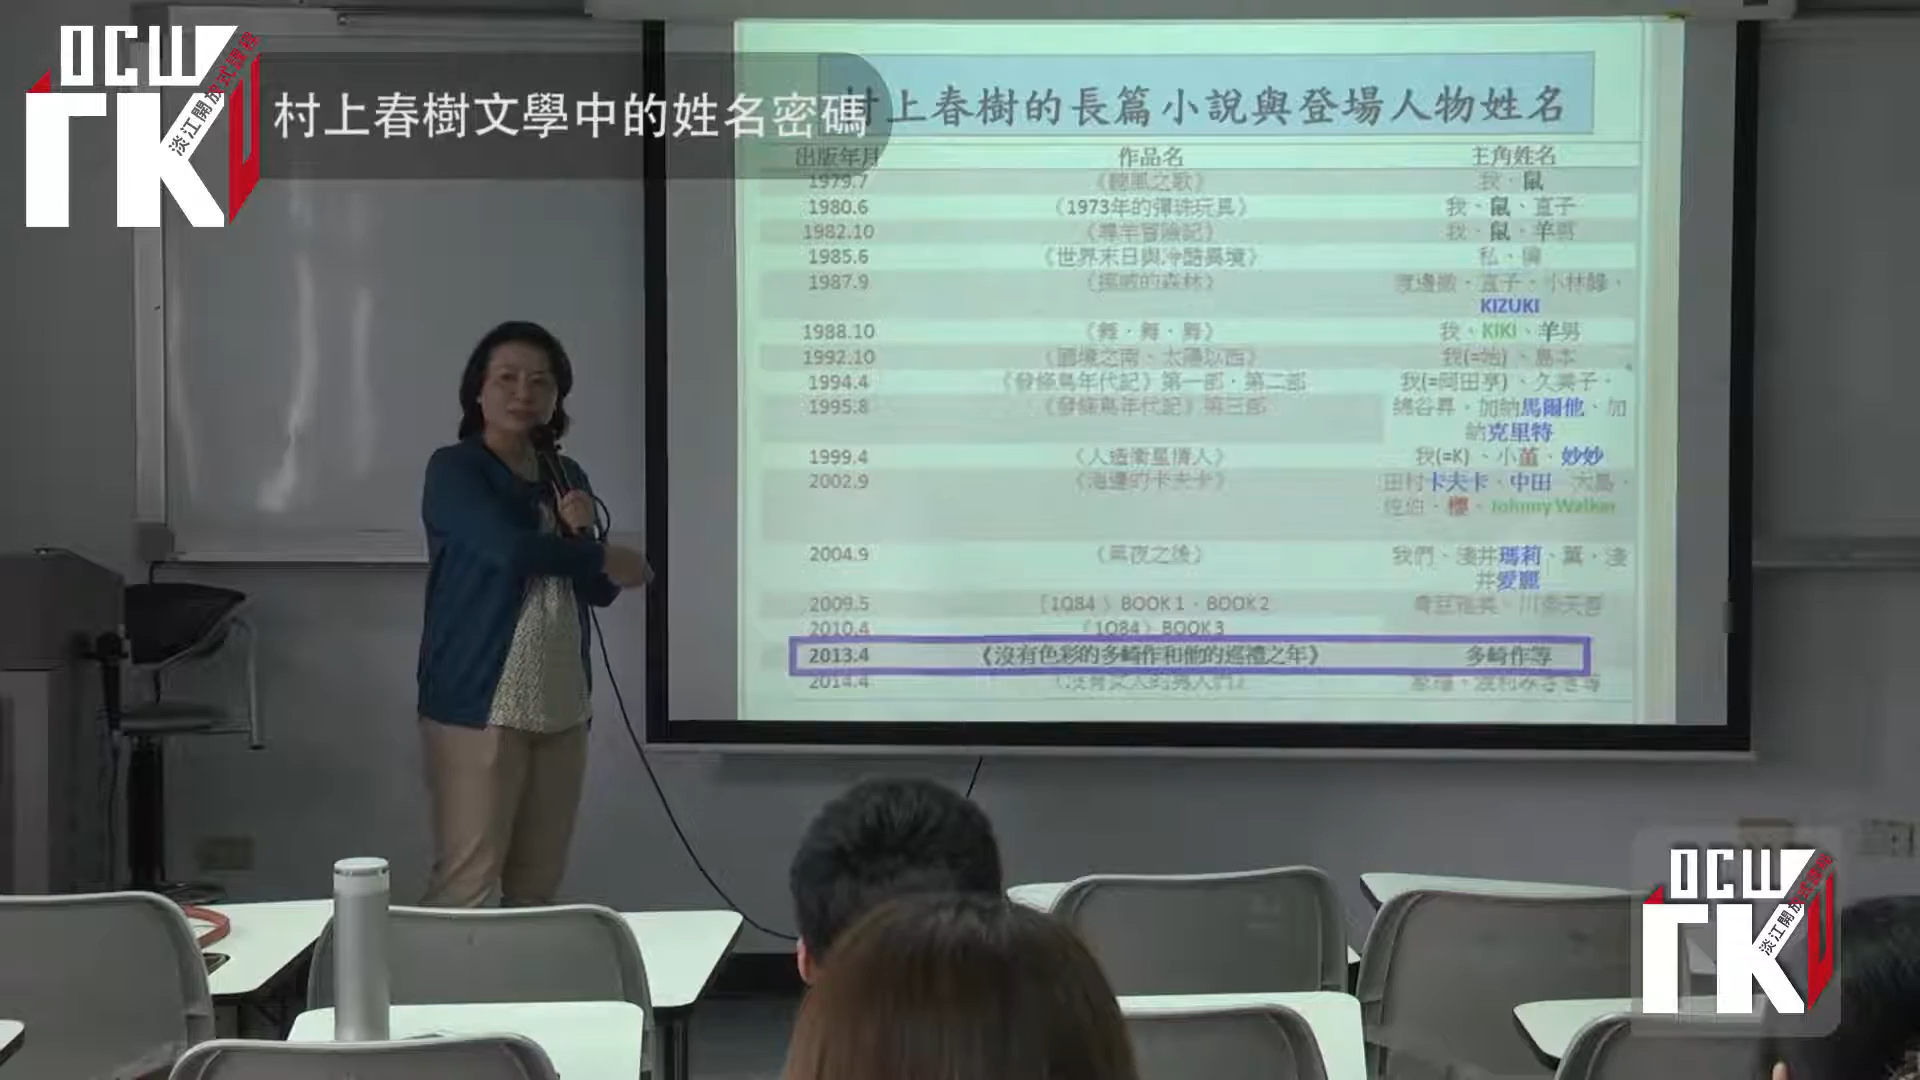 OCW
TKU
淡江開放式課程
村上春樹文學中的姓名密碼
村上春樹的長篇小說與登場人物姓名
出版年月 作品名 主角姓名
1979.7 《聽風之歌》 我、鼠
1980.6 《1973年的彈珠玩具》 我、鼠、直子
1982.10 《尋羊冒險記》 我、鼠、羊男
1985.6 《世界末日與冷酷異境》 私、僕
1987.9 《挪威的森林》 渡邊徹、直子、小林綠、
KIZUKI
1988.10 《舞・舞・舞》 我、KIKI、羊男
1992.10 《國境之南、太陽以西》 我(=始)、島本
1994.4 《發條鳥年代記》第一部・第二部 我(=岡田亨)、久美子、
1995.8 《發條鳥年代記》第三部 綿谷昇、加納馬爾他、加
納克里特
1999.4 《人造衛星情人》 我(=K)、小菫、妙妙
2002.9 《海邊的卡夫卡》 田村卡夫卡、中田、大島、
佐伯、櫻、Johnny Walker
2004.9 《黑夜之後》 我們、淺井瑪莉、薰、淺
井愛麗
2009.5 《1Q84》BOOK1・BOOK2 青豆雅美、川奈天吾
2010.4 《1Q84》BOOK3
2013.4 《沒有色彩的多崎作和他的巡禮之年》 多崎作等
2014.4 《沒有女人的男人們》
OCW
TKU
淡江開放式課程